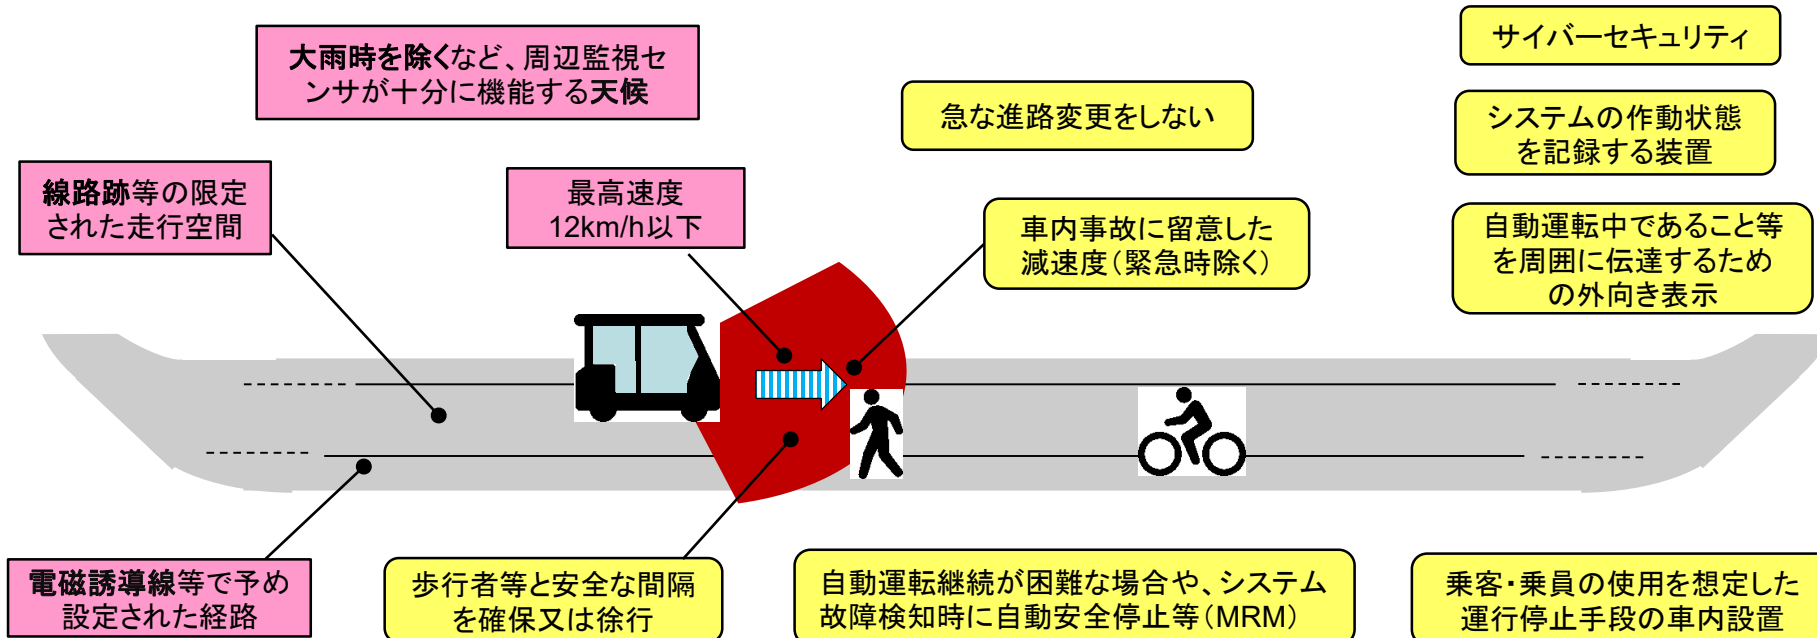 大雨時を除くなど、周辺監視セ
ンサが十分に機能する天候
サイバーセキュリティ
急な進路変更をしない
システムの作動状態
を記録する装置
線路跡等の限定
された走行空間
最高速度
12km/h以下
車内事故に留意した
減速度（緊急時除く）
自動運転中であること等
を周囲に伝達するため
の外向き表示
電磁誘導線等で予め
設定された経路
歩行者等と安全な間隔
を確保又は徐行
自動運転継続が困難な場合や、システム
故障検知時に自動安全停止等（MRM）
乗客・乗員の使用を想定した
運行停止手段の車内設置